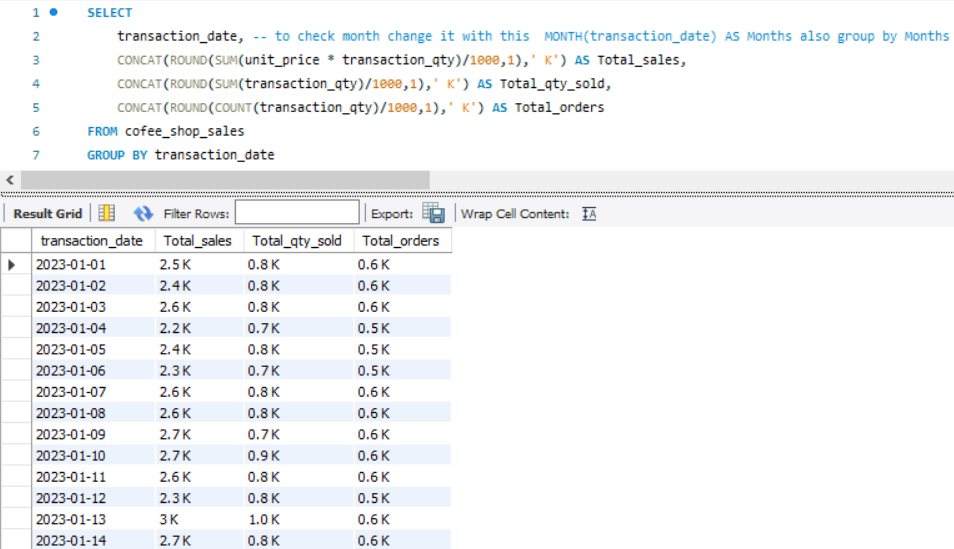 1 SELECT
2 transaction_date, -- to check month change it with this  MONTH(transaction_date) AS Months also group by Months
3 CONCAT(ROUND(SUM(unit_price * transaction_qty)/1000,1),' K') AS Total_sales,
4 CONCAT(ROUND(SUM(transaction_qty)/1000,1),' K') AS Total_qty_sold,
5 CONCAT(ROUND(COUNT(transaction_qty)/1000,1),' K') AS Total_orders
6 FROM cofee_shop_sales
7 GROUP BY transaction_date
Result Grid Filter Rows: Export: Wrap Cell Content: IA
transaction_date Total_sales Total_qty_sold Total_orders
2023-01-01 2.5 K 0.8 K 0.6 K
2023-01-02 2.4 K 0.8 K 0.6 K
2023-01-03 2.6 K 0.8 K 0.6 K
2023-01-04 2.2 K 0.7 K 0.5 K
2023-01-05 2.4 K 0.8 K 0.5 K
2023-01-06 2.3 K 0.7 K 0.5 K
2023-01-07 2.6 K 0.8 K 0.6 K
2023-01-08 2.6 K 0.8 K 0.6 K
2023-01-09 2.7 K 0.7 K 0.6 K
2023-01-10 2.7 K 0.9 K 0.6 K
2023-01-11 2.6 K 0.8 K 0.6 K
2023-01-12 2.3 K 0.8 K 0.5 K
2023-01-13 3 K 1.0 K 0.6 K
2023-01-14 2.7 K 0.8 K 0.6 K